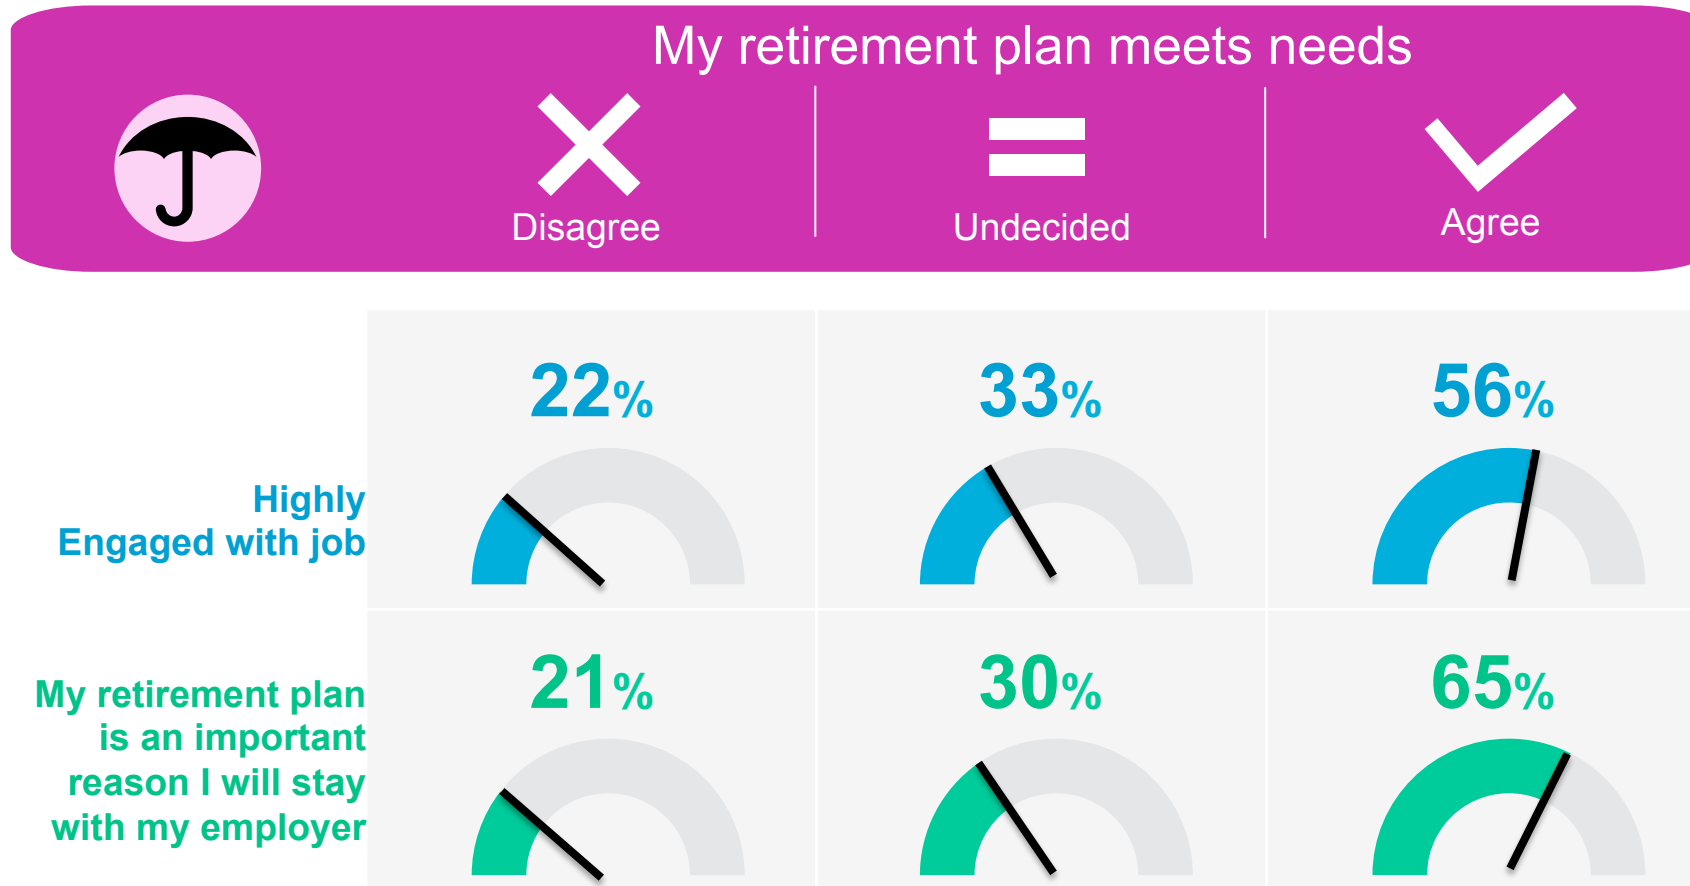 My retirement plan meets needs
Disagree
Undecided
Agree
22%
33%
56%
Highly
Engaged with job
21%
30%
65%
My retirement plan
is an important
reason I will stay
with my employer